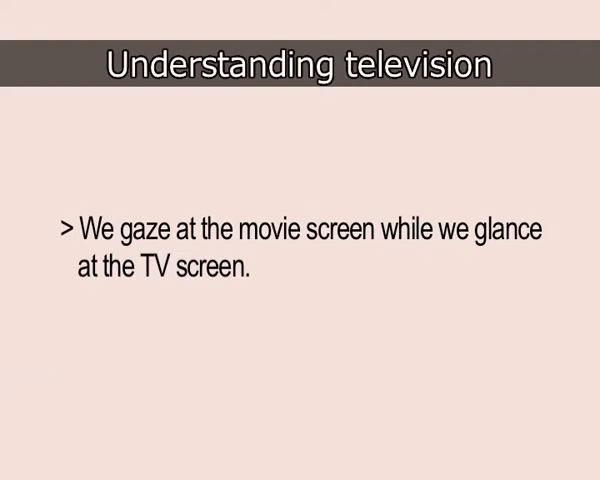 Understanding television
> We gaze at the movie screen while we glance
at the TV screen.